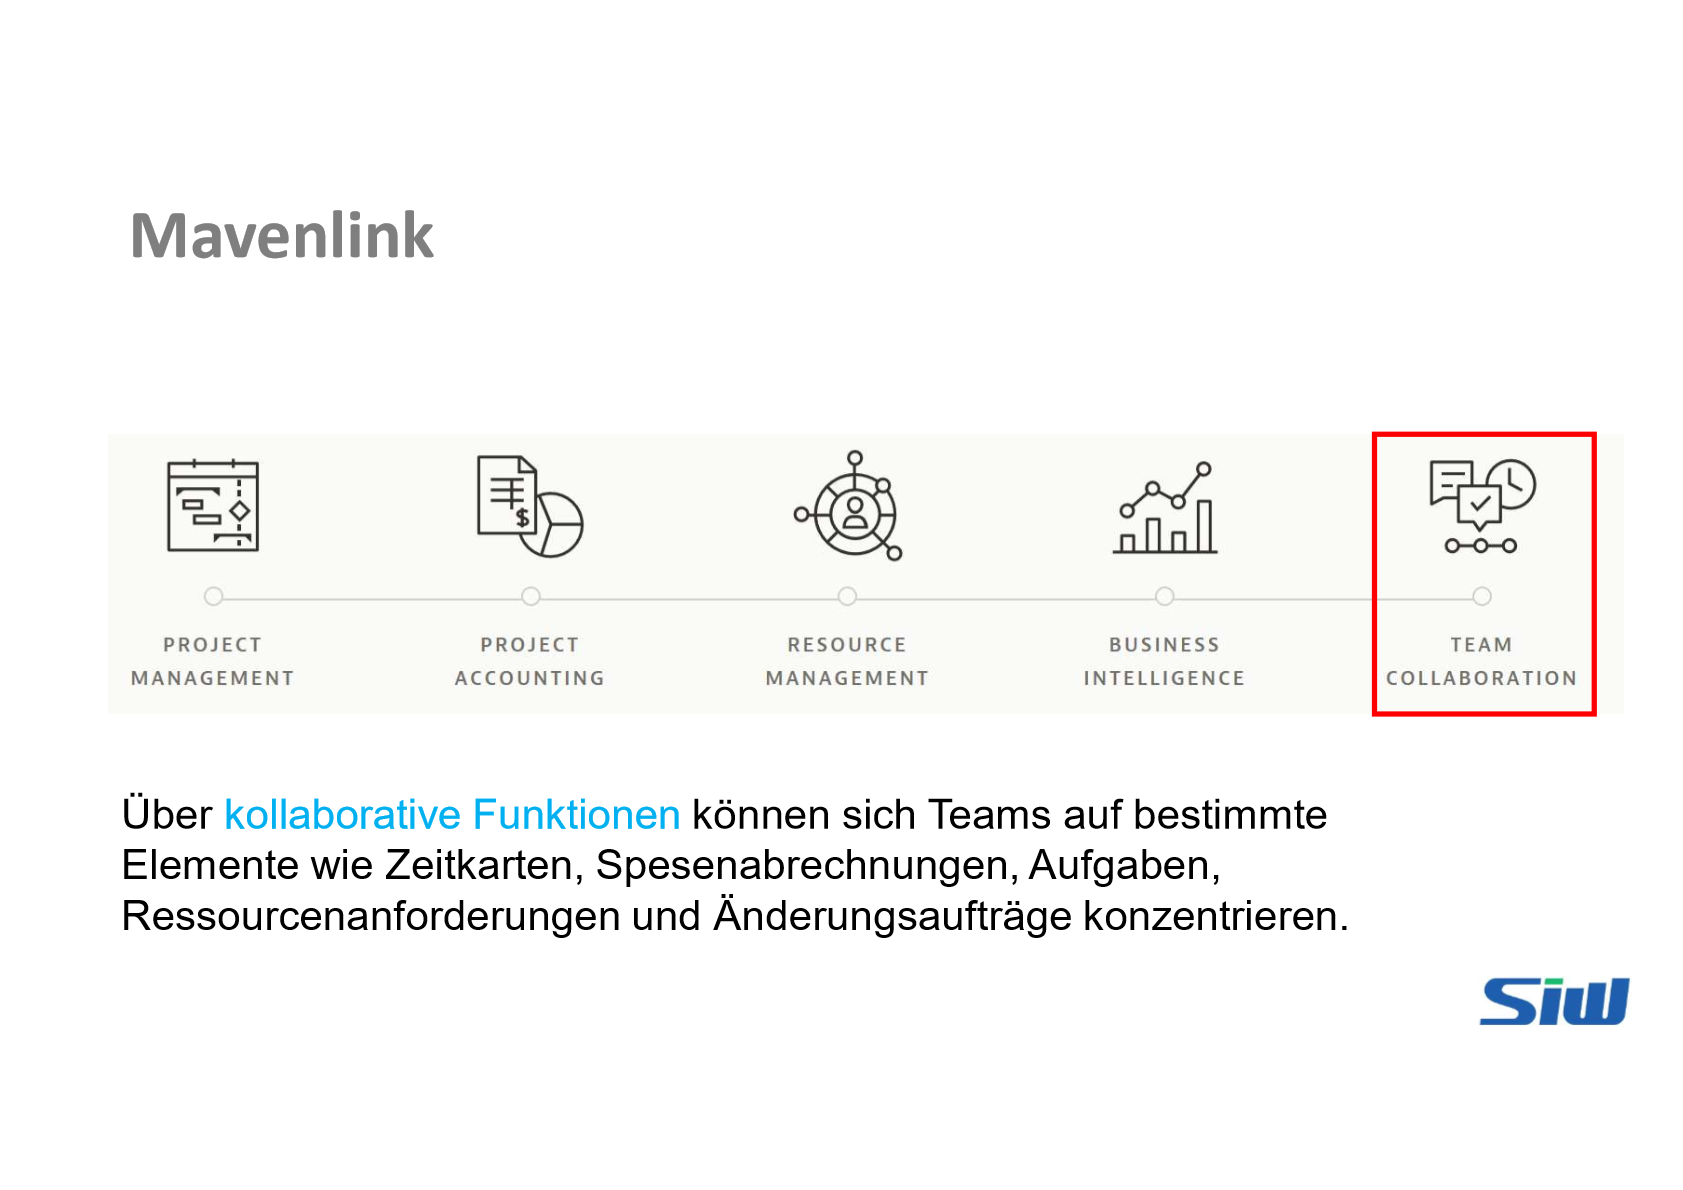 Mavenlink
PROJECT MANAGEMENT
PROJECT ACCOUNTING
RESOURCE MANAGEMENT
BUSINESS INTELLIGENCE
TEAM COLLABORATION
$
Über kollaborative Funktionen können sich Teams auf bestimmte
Elemente wie Zeitkarten, Spesenabrechnungen, Aufgaben,
Ressourcenanforderungen und Änderungsaufträge konzentrieren.
SIW